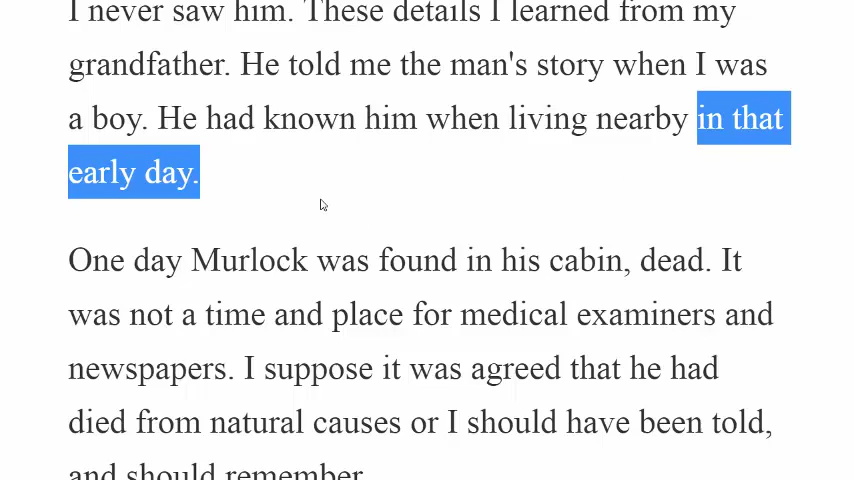 I never saw him. These details I learned from my
grandfather. He told me the man's story when I was
a boy. He had known him when living nearby in that
early day.
One day Murlock was found in his cabin, dead. It
was not a time and place for medical examiners and
newspapers. I suppose it was agreed that he had
died from natural causes or I should have been told,
and should remember.